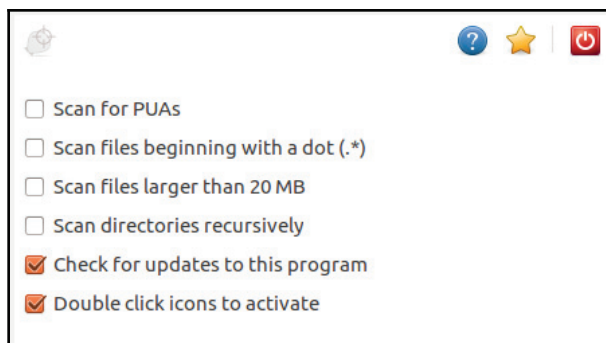 Scan for PUAs
Scan files beginning with a dot (.*)
Scan files larger than 20 MB
Scan directories recursively
Check for updates to this program
Double click icons to activate